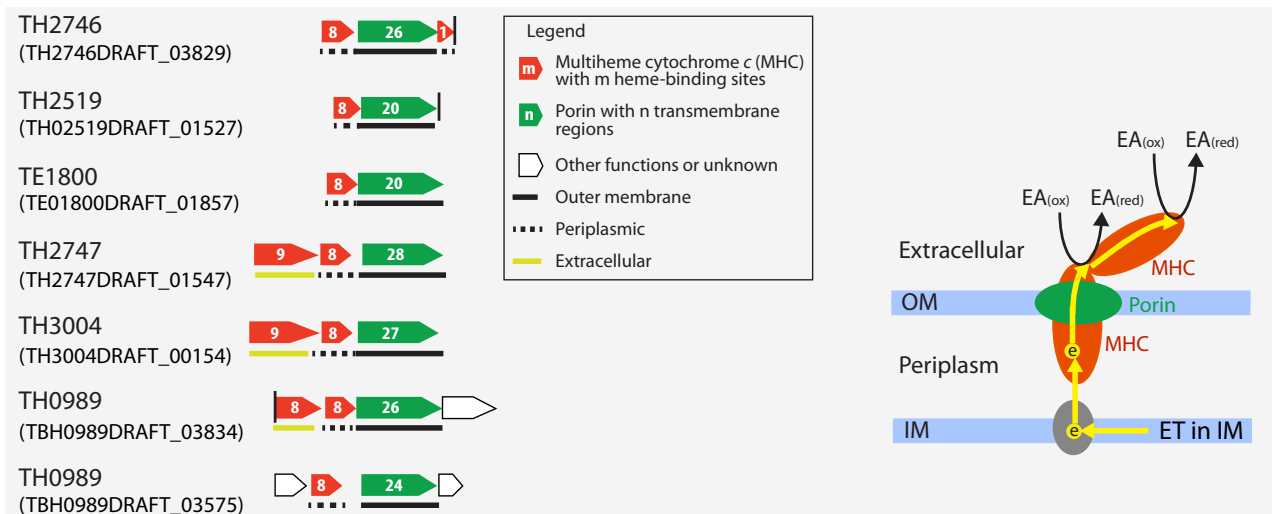 TH2746
(TH2746DRAFT_03829)
8 26 1
TH2519
(TH02519DRAFT_01527)
8 20
TE1800
(TE01800DRAFT_01857)
8 20
TH2747
(TH2747DRAFT_01547)
9 8 28
TH3004
(TH3004DRAFT_00154)
9 8 27
TH0989
(TBH0989DRAFT_03834)
8 8 26
TH0989
(TBH0989DRAFT_03575)
8 24
Legend
m Multiheme cytochrome c (MHC)
with m heme-binding sites
n Porin with n transmembrane
regions
Other functions or unknown
Outer membrane
Periplasmic
Extracellular
EA(ox) EA(red)
EA(ox) EA(red)
Extracellular
MHC
OM
Porin
MHC
e
Periplasm
IM
e
ET in IM